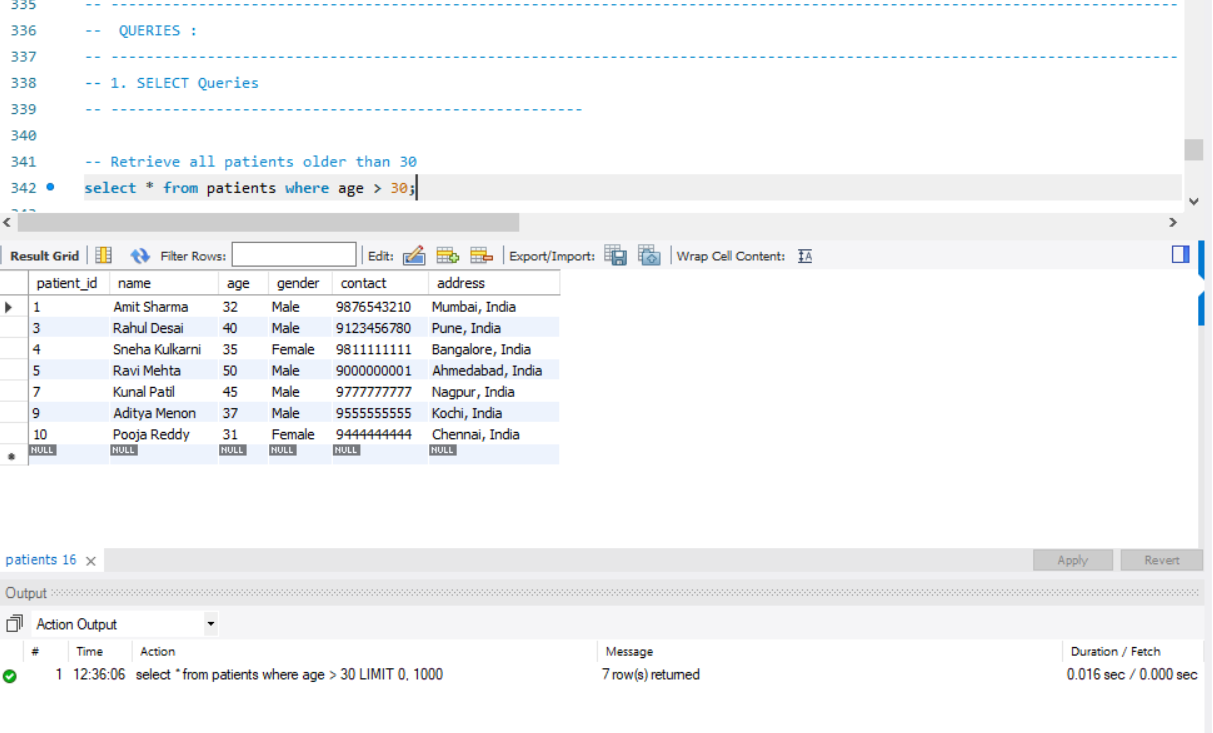 335 -- --------------------------------------------------------------------------------------------------------------------------
336 -- QUERIES :
337 -- --------------------------------------------------------------------------------------------------------------------------
338 -- 1. SELECT Queries
339 -- ------------------------------------------------------
340
341 -- Retrieve all patients older than 30
342 select * from patients where age > 30;
Result Grid Filter Rows: Edit: Export/Import: Wrap Cell Content:
patient_id name age gender contact address
1 Amit Sharma 32 Male 9876543210 Mumbai, India
3 Rahul Desai 40 Male 9123456780 Pune, India
4 Sneha Kulkarni 35 Female 9811111111 Bangalore, India
5 Ravi Mehta 50 Male 9000000001 Ahmedabad, India
7 Kunal Patil 45 Male 9777777777 Nagpur, India
9 Aditya Menon 37 Male 9555555555 Kochi, India
10 Pooja Reddy 31 Female 9444444444 Chennai, India
NULL NULL NULL NULL NULL NULL
patients 16 Apply Revert
Output
Action Output
# Time Action Message Duration / Fetch
1 12:36:06 select * from patients where age > 30 LIMIT 0, 1000 7 row(s) returned 0.016 sec / 0.000 sec